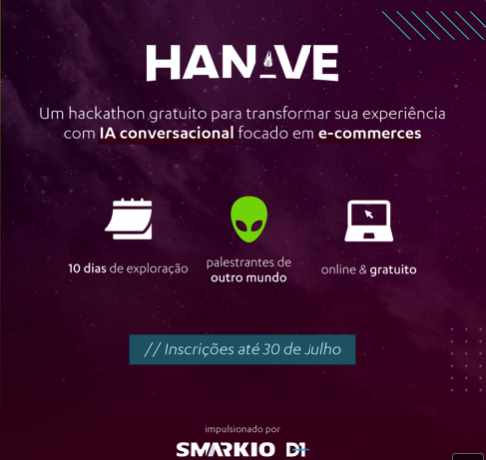 HANAVE
Um hackathon gratuito para transformar sua experiência
com IA conversacional focado em e-commerces
10 dias de exploração
palestrantes de
outro mundo
online & gratuito
// Inscrições até 30 de Julho
impulsionado por
SMARKIO D1